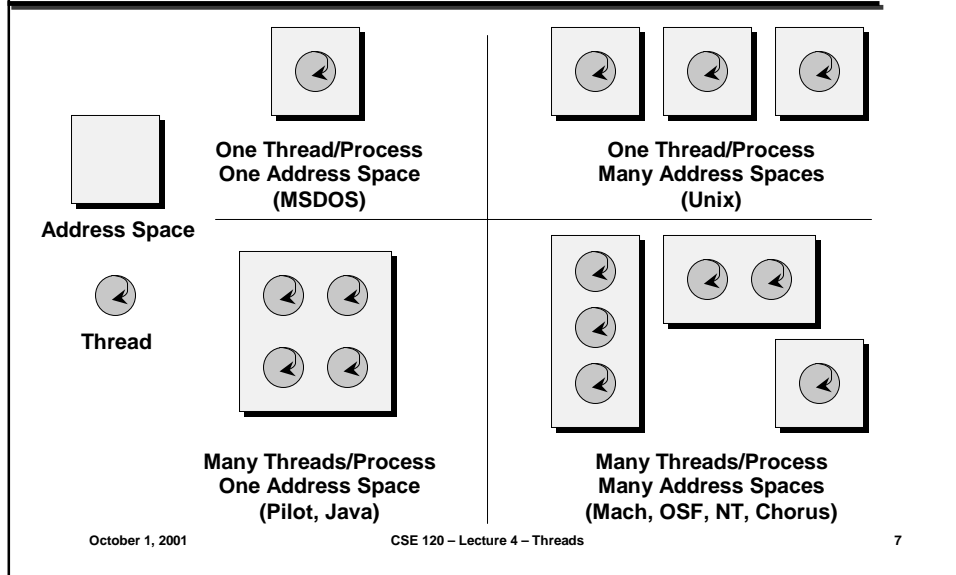 One Thread/Process
One Address Space
(MSDOS)
One Thread/Process
Many Address Spaces
(Unix)
Address Space
Thread
Many Threads/Process
One Address Space
(Pilot, Java)
Many Threads/Process
Many Address Spaces
(Mach, OSF, NT, Chorus)
October 1, 2001
CSE 120 – Lecture 4 – Threads
7